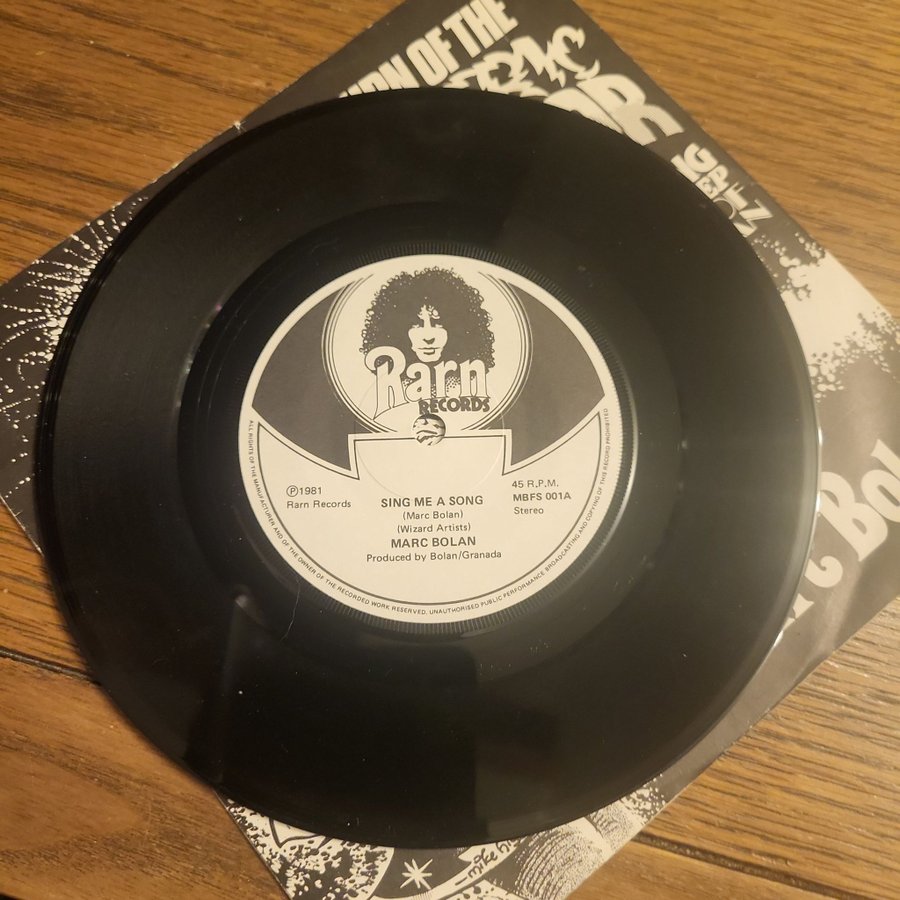 OF THE
Rarn
RECORDS
℗1981
Rarn Records
SING ME A SONG
(Marc Bolan)
(Wizard Artists)
MARC BOLAN
Produced by Bolan/Granada
45 R.P.M.
MBFS 001A
Stereo
ALL RIGHTS OF THE MANUFACTURER AND OF THE OWNER OF THE RECORDED WORK RESERVED. UNAUTHORISED PUBLIC PERFORMANCE BROADCASTING AND COPYING OF THIS RECORD PROHIBITED